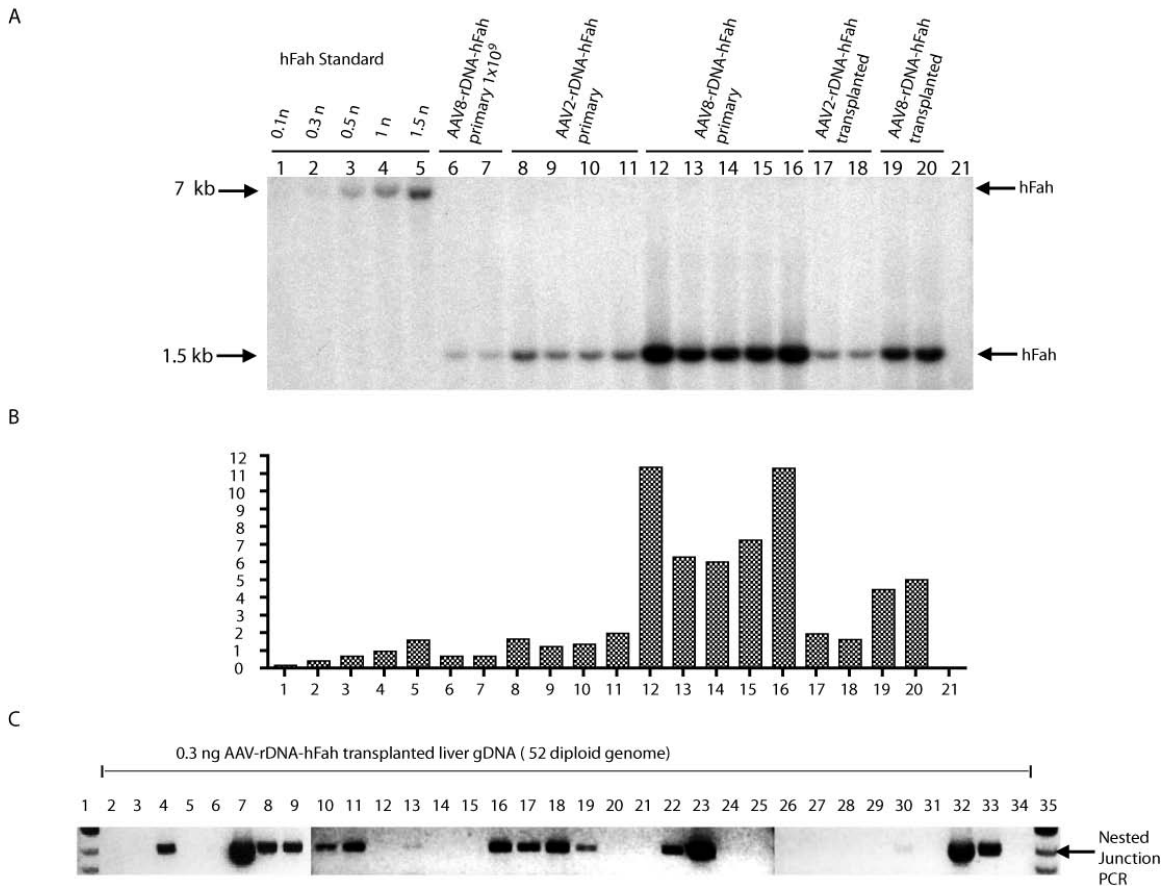 A
hFah Standard
0.1n
0.3 n
0.5 n
1 n
1.5 n
AAV8-rDNA-hFah
primary 1x10⁹
AAV2-rDNA-hFah
primary
AAV8-rDNA-hFah
primary
AAV2-rDNA-hFah
transplanted
AAV8-rDNA-hFah
transplanted
1 2 3 4 5 6 7 8 9 10 11 12 13 14 15 16 17 18 19 20 21
7 kb
hFah
1.5 kb
hFah
B
12
11
10
9
8
7
6
5
4
3
2
1
0
1 2 3 4 5 6 7 8 9 10 11 12 13 14 15 16 17 18 19 20 21
C
0.3 ng AAV-rDNA-hFah transplanted liver gDNA ( 52 diploid genome)
1 2 3 4 5 6 7 8 9 10 11 12 13 14 15 16 17 18 19 20 21 22 23 24 25 26 27 28 29 30 31 32 33 34 35
Nested
Junction
PCR